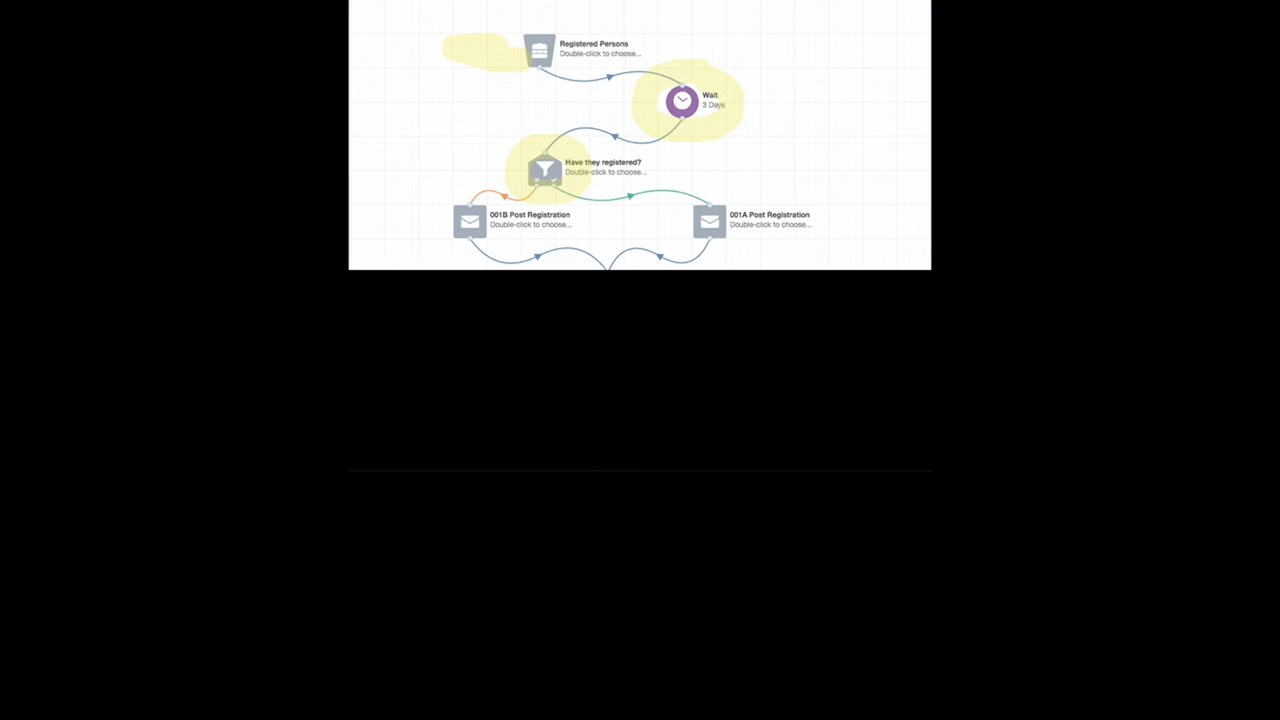 Registered Persons
Double-click to choose...
Wait
3 Days
Have they registered?
Double-click to choose...
001B Post Registration
Double-click to choose...
001A Post Registration
Double-click to choose...